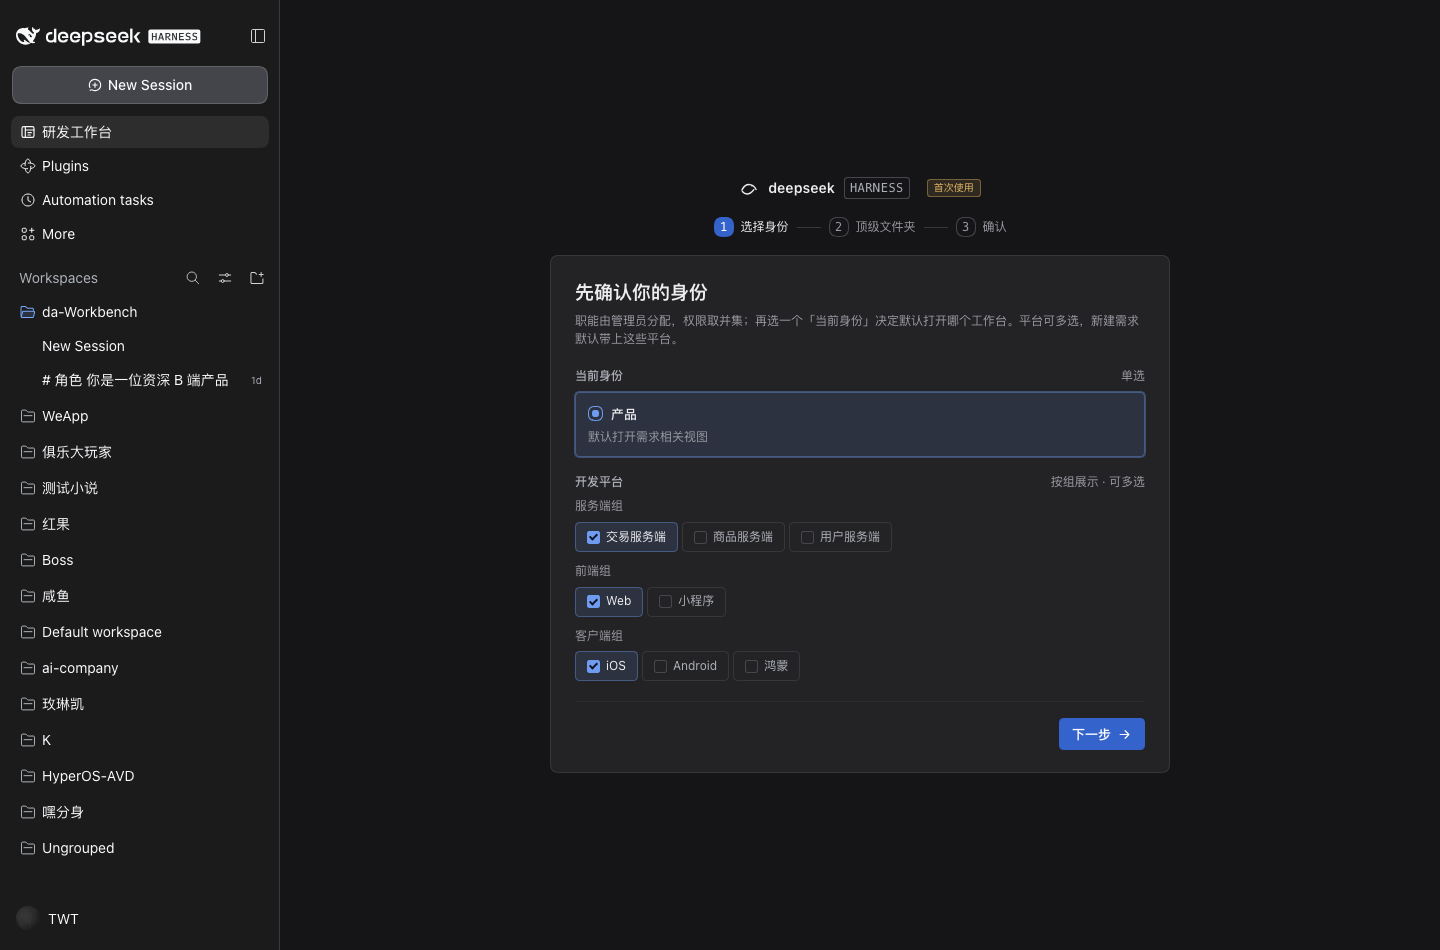 deepseek HARNESS
New Session
研发工作台
Plugins
Automation tasks
More
Workspaces
da-Workbench
New Session
# 角色 你是一位资深 B 端产品 1d
WeApp
俱乐大玩家
测试小说
红果
Boss
咸鱼
Default workspace
ai-company
玫琳凯
K
HyperOS-AVD
嘿分身
Ungrouped
TWT
deepseek HARNESS 首次使用
1 选择身份 2 顶级文件夹 3 确认
先确认你的身份
职能由管理员分配，权限取并集；再选一个「当前身份」决定默认打开哪个工作台。平台可多选，新建需求
默认带上这些平台。
当前身份 单选
产品
默认打开需求相关视图
开发平台 按组展示 · 可多选
服务端组
交易服务端 商品服务端 用户服务端
前端组
Web 小程序
客户端组
iOS Android 鸿蒙
下一步 →